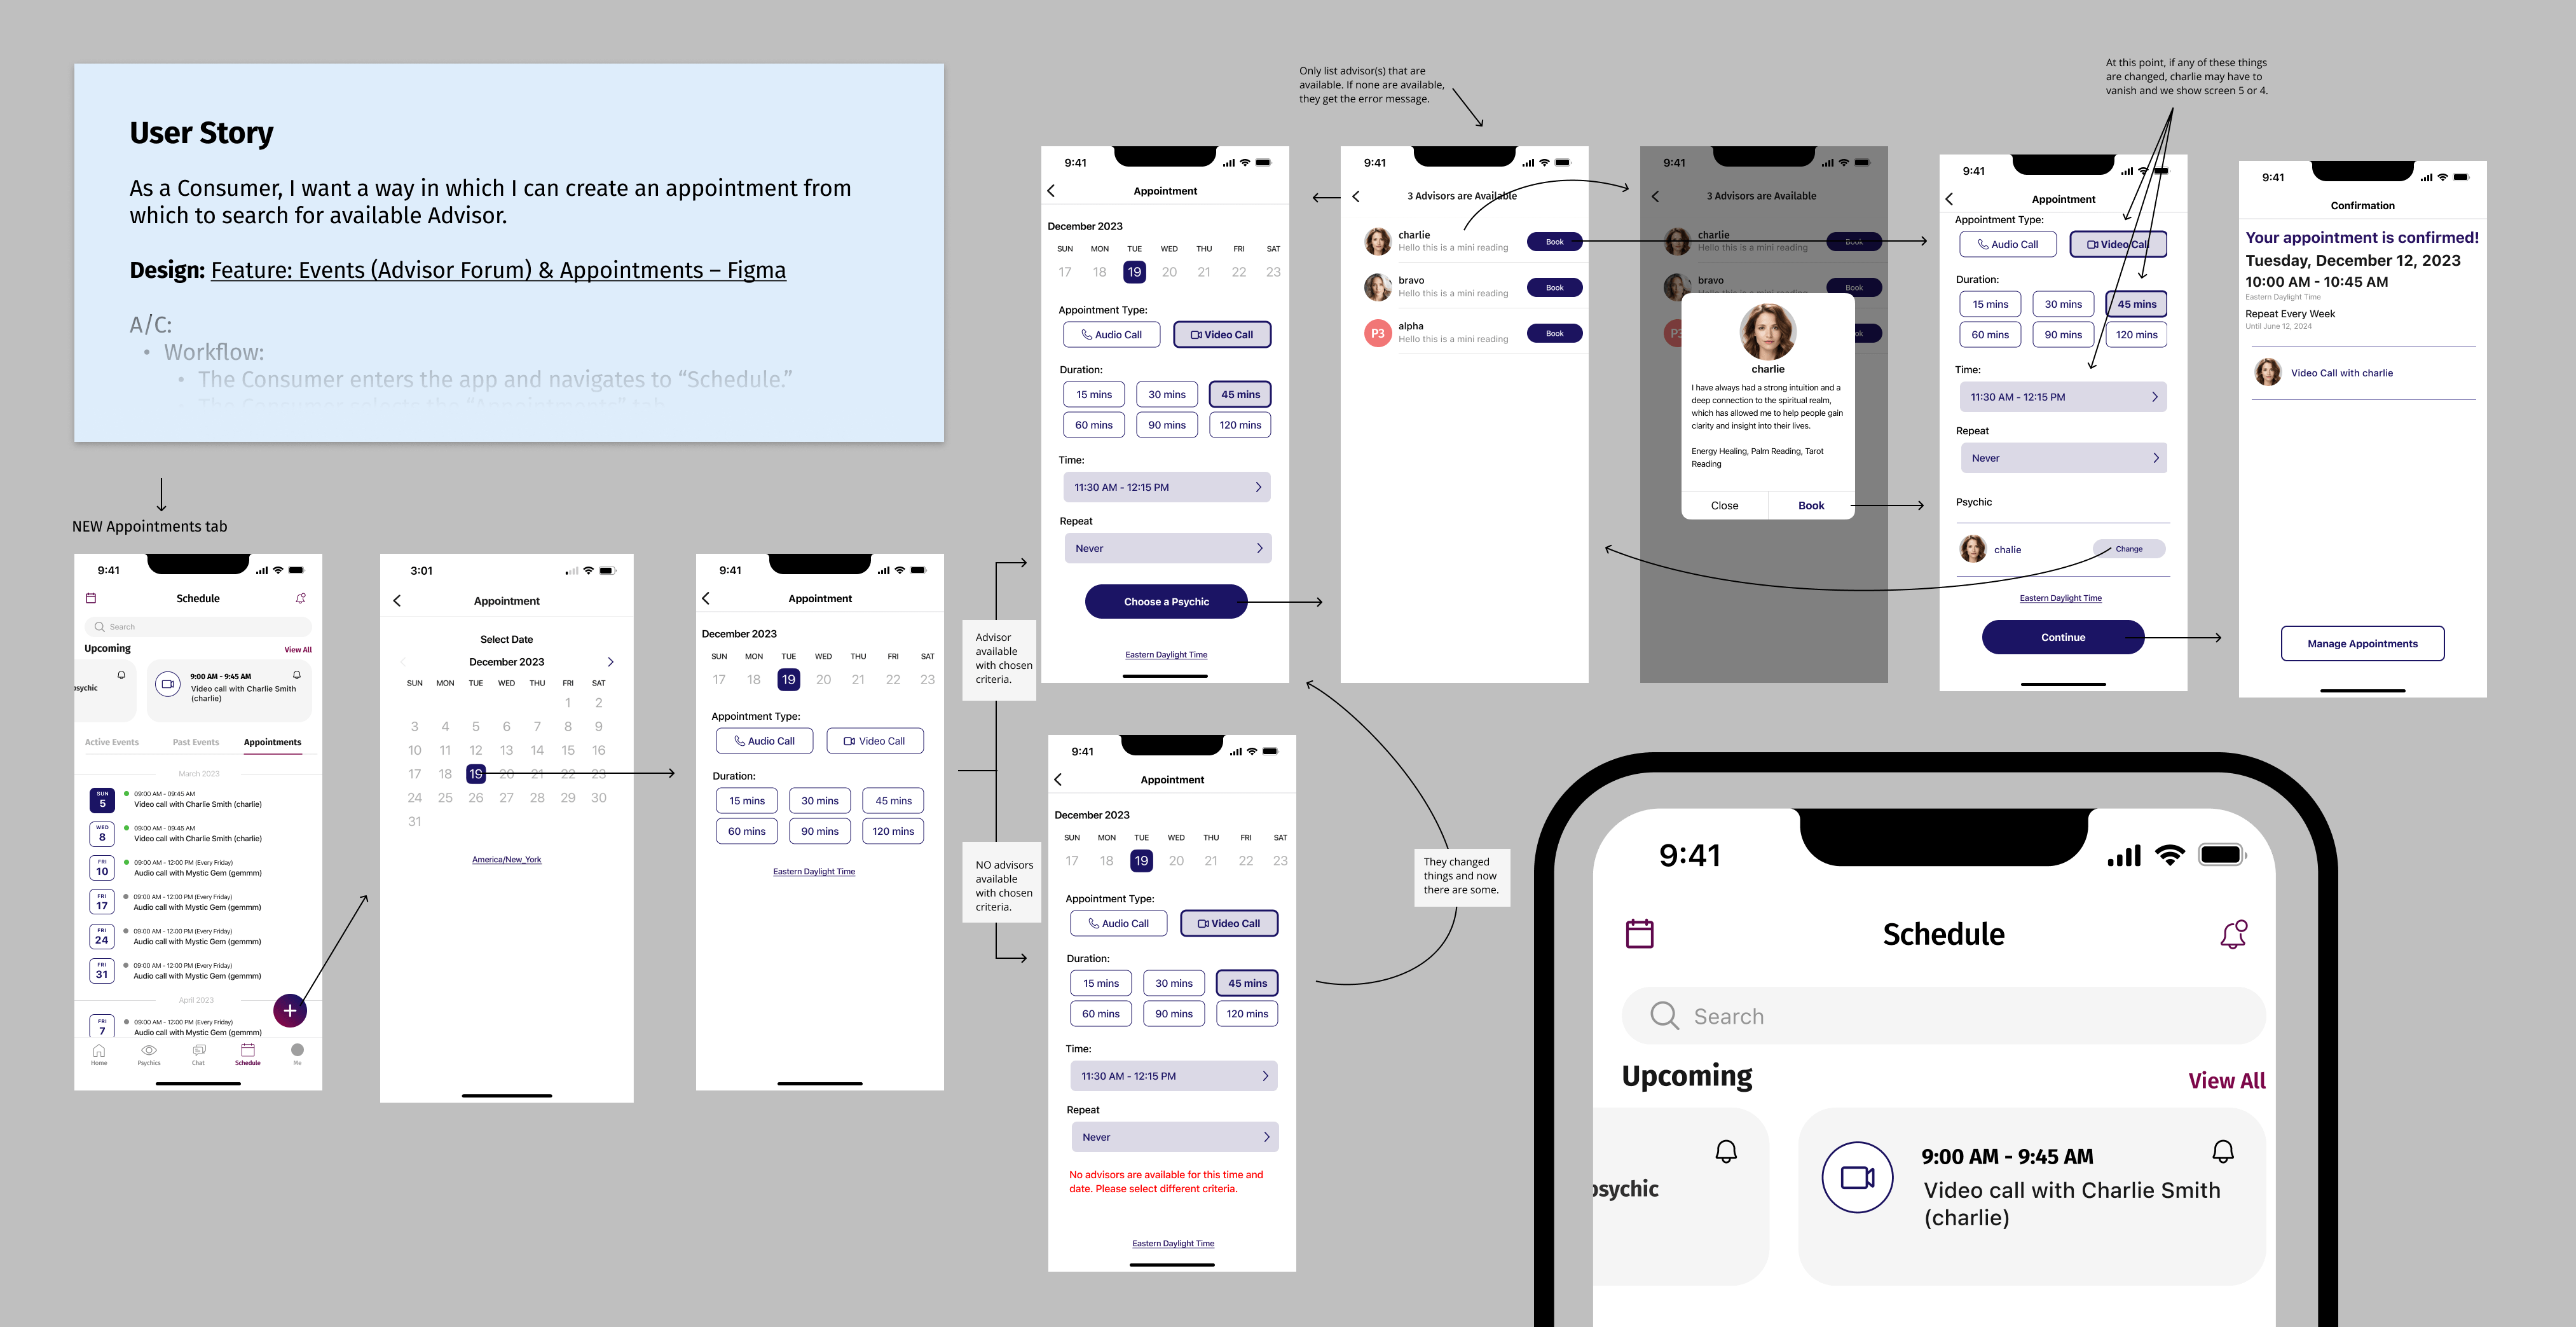 User Story
As a Consumer, I want a way in which I can create an appointment from
which to search for available Advisor.
Design: Feature: Events (Advisor Forum) & Appointments – Figma
A/C:
• Workflow:
• The Consumer enters the app and navigates to “Schedule.”
• The Consumer selects the “Appointments” tab
NEW Appointments tab
9:41
Schedule
Search
Upcoming View All
psychic
9:00 AM - 9:45 AM
Video call with Charlie Smith
(charlie)
Active Events Past Events Appointments
March 2023
SUN 5
09:00 AM - 09:45 AM
Video call with Charlie Smith (charlie)
WED 8
09:00 AM - 09:45 AM
Video call with Charlie Smith (charlie)
FRI 10
09:00 AM - 12:00 PM (Every Friday)
Audio call with Mystic Gem (gemmm)
FRI 17
09:00 AM - 12:00 PM (Every Friday)
Audio call with Mystic Gem (gemmm)
FRI 24
09:00 AM - 12:00 PM (Every Friday)
Audio call with Mystic Gem (gemmm)
FRI 31
09:00 AM - 12:00 PM (Every Friday)
Audio call with Mystic Gem (gemmm)
April 2023
FRI 7
09:00 AM - 12:00 PM (Every Friday)
Audio call with Mystic Gem (gemmm)
Home Psychics Chat Schedule Me
3:01
Appointment
Select Date
December 2023
SUN MON TUE WED THU FRI SAT
1 2
3 4 5 6 7 8 9
10 11 12 13 14 15 16
17 18 19 20 21 22 23
24 25 26 27 28 29 30
31
America/New_York
9:41
Appointment
December 2023
SUN MON TUE WED THU FRI SAT
17 18 19 20 21 22 23
Appointment Type:
Audio Call Video Call
Duration:
15 mins 30 mins 45 mins
60 mins 90 mins 120 mins
Eastern Daylight Time
Advisor
available
with chosen
criteria.
NO advisors
available
with chosen
criteria.
9:41
Appointment
December 2023
SUN MON TUE WED THU FRI SAT
17 18 19 20 21 22 23
Appointment Type:
Audio Call Video Call
Duration:
15 mins 30 mins 45 mins
60 mins 90 mins 120 mins
Time:
11:30 AM - 12:15 PM
Repeat
Never
Choose a Psychic
Eastern Daylight Time
9:41
Appointment
December 2023
SUN MON TUE WED THU FRI SAT
17 18 19 20 21 22 23
Appointment Type:
Audio Call Video Call
Duration:
15 mins 30 mins 45 mins
60 mins 90 mins 120 mins
Time:
11:30 AM - 12:15 PM
Repeat
Never
No advisors are available for this time and
date. Please select different criteria.
Eastern Daylight Time
They changed
things and now
there are some.
Only list advisor(s) that are
available. If none are available,
they get the error message.
9:41
3 Advisors are Available
charlie
Hello this is a mini reading
Book
bravo
Hello this is a mini reading
Book
P3
alpha
Hello this is a mini reading
Book
9:41
3 Advisors are Available
charlie
Hello this is a mini reading
Book
bravo
Hello this is a mini reading
Book
charlie
I have always had a strong intuition and a
deep connection to the spiritual realm,
which has allowed me to help people gain
clarity and insight into their lives.
Energy Healing, Palm Reading, Tarot
Reading
Close Book
At this point, if any of these things
are changed, charlie may have to
vanish and we show screen 5 or 4.
9:41
Appointment
Appointment Type:
Audio Call Video Call
Duration:
15 mins 30 mins 45 mins
60 mins 90 mins 120 mins
Time:
11:30 AM - 12:15 PM
Repeat
Never
Psychic
chalie
Change
Eastern Daylight Time
Continue
9:41
Confirmation
Your appointment is confirmed!
Tuesday, December 12, 2023
10:00 AM - 10:45 AM
Eastern Daylight Time
Repeat Every Week
Until June 12, 2024
Video Call with charlie
Manage Appointments
9:41
Schedule
Search
Upcoming View All
psychic
9:00 AM - 9:45 AM
Video call with Charlie Smith
(charlie)